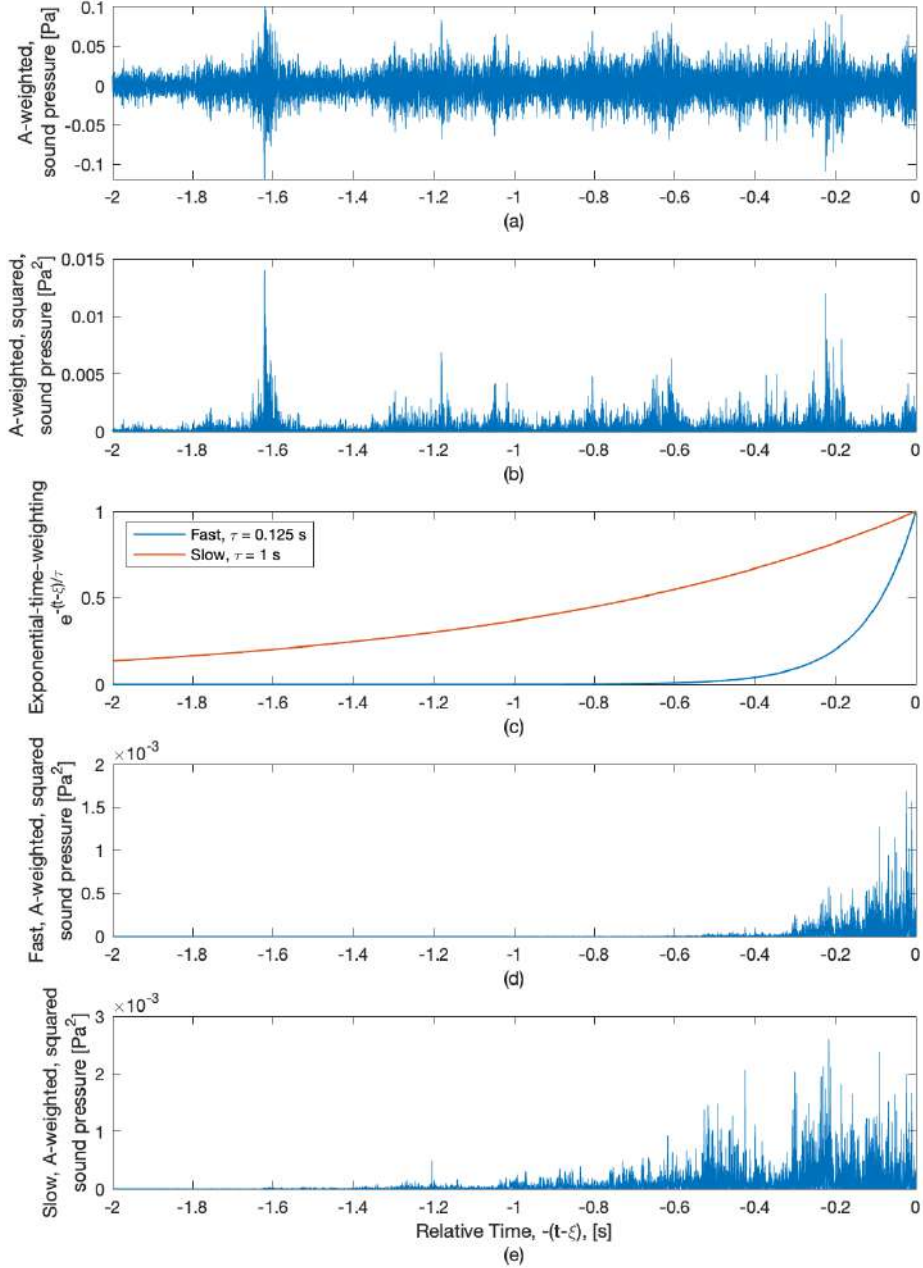 A-weighted,
sound pressure [Pa]
0.1
0.05
0
-0.05
-0.1
-2 -1.8 -1.6 -1.4 -1.2 -1 -0.8 -0.6 -0.4 -0.2 0
(a)
A-weighted, squared,
sound pressure [Pa²]
0.015
0.01
0.005
0
-2 -1.8 -1.6 -1.4 -1.2 -1 -0.8 -0.6 -0.4 -0.2 0
(b)
Exponential-time-weighting
e^-(t-ξ)/τ
1
0.5
0
Fast, τ = 0.125 s
Slow, τ = 1 s
-2 -1.8 -1.6 -1.4 -1.2 -1 -0.8 -0.6 -0.4 -0.2 0
(c)
Fast, A-weighted, squared
sound pressure [Pa²]
×10⁻³
2
1.5
1
0.5
0
-2 -1.8 -1.6 -1.4 -1.2 -1 -0.8 -0.6 -0.4 -0.2 0
(d)
Slow, A-weighted, squared
sound pressure [Pa²]
×10⁻³
3
2
1
0
-2 -1.8 -1.6 -1.4 -1.2 -1 -0.8 -0.6 -0.4 -0.2 0
Relative Time, -(t-ξ), [s]
(e)